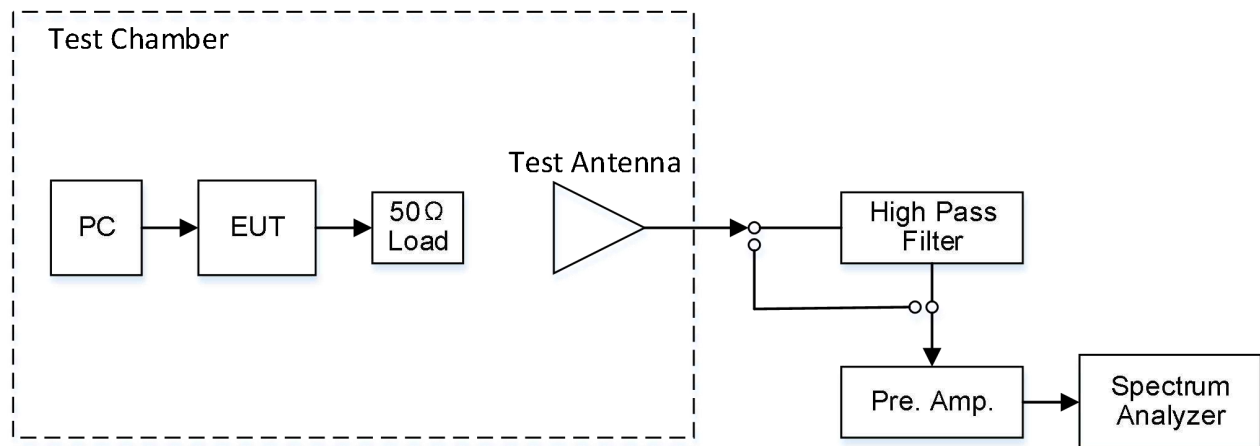 Test Chamber
Test Antenna
PC
EUT
50Ω
Load
High Pass
Filter
Pre. Amp.
Spectrum
Analyzer